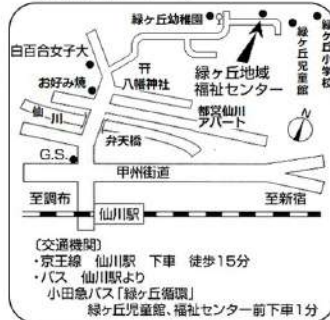 緑ヶ丘幼稚園
白百合女子大
お好み焼
八幡神社
緑ヶ丘地域
福祉センター
緑ヶ丘児童館
緑ヶ丘小学校
仙川
都営仙川
アパート
弁天橋
N
G.S.
甲州街道
至調布
至新宿
仙川駅
〔交通機関〕
・京王線 仙川駅 下車 徒歩15分
・バス 仙川駅より
小田急バス「緑ヶ丘循環」
緑ヶ丘児童館、福祉センター前下車1分